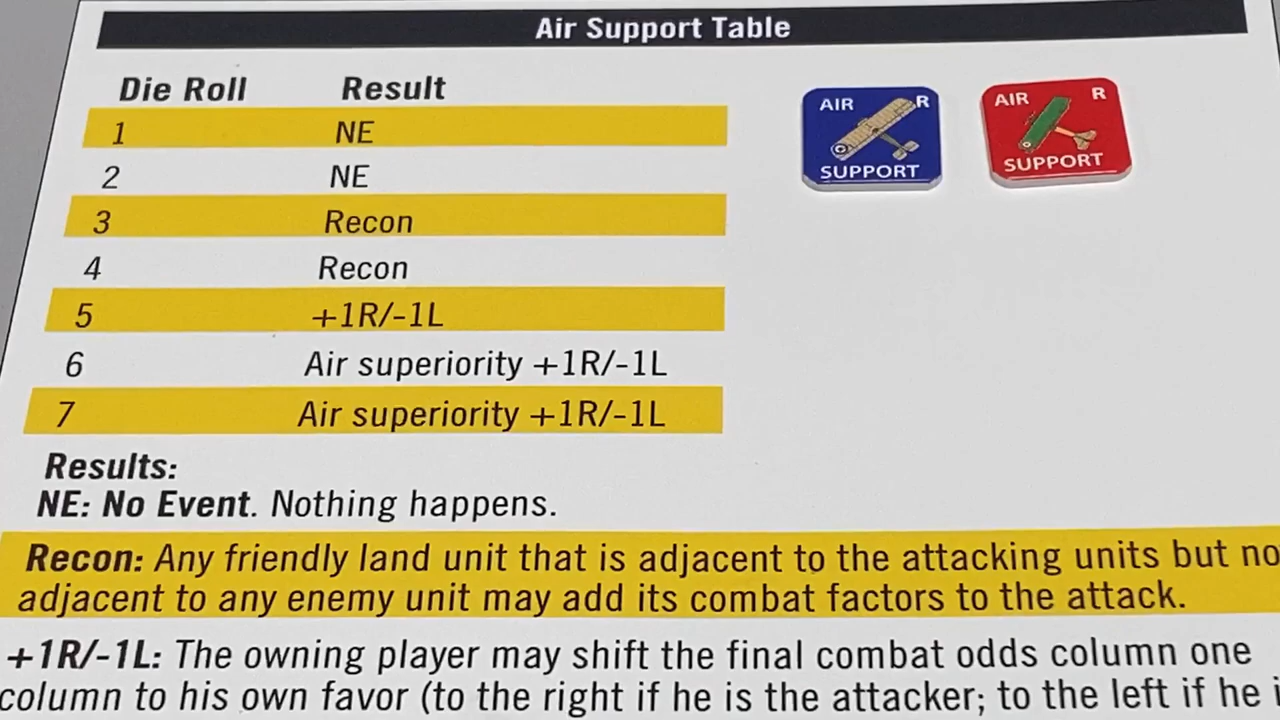 Air Support Table
Die Roll Result
1 NE
2 NE
3 Recon
4 Recon
5 +1R/-1L
6 Air superiority +1R/-1L
7 Air superiority +1R/-1L
AIR R
SUPPORT
AIR R
SUPPORT
Results:
NE: No Event. Nothing happens.
Recon: Any friendly land unit that is adjacent to the attacking units but no
adjacent to any enemy unit may add its combat factors to the attack.
+1R/-1L: The owning player may shift the final combat odds column one
column to his own favor (to the right if he is the attacker; to the left if he i